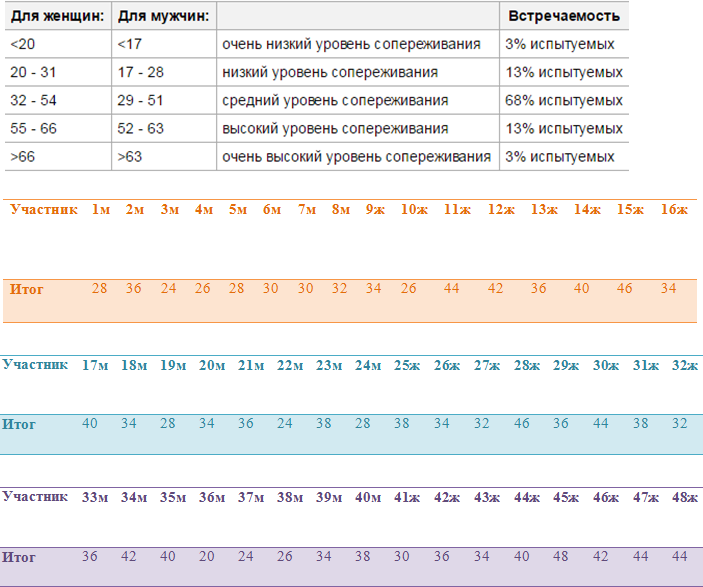 Для женщин: Для мужчин: Встречаемость
<20 <17 очень низкий уровень сопереживания 3% испытуемых
20 - 31 17 - 28 низкий уровень сопереживания 13% испытуемых
32 - 54 29 - 51 средний уровень сопереживания 68% испытуемых
55 - 66 52 - 63 высокий уровень сопереживания 13% испытуемых
>66 >63 очень высокий уровень сопереживания 3% испытуемых
Участник 1м 2м 3м 4м 5м 6м 7м 8м 9ж 10ж 11ж 12ж 13ж 14ж 15ж 16ж
Итог 28 36 24 26 28 30 30 32 34 26 44 42 36 40 46 34
Участник 17м 18м 19м 20м 21м 22м 23м 24м 25ж 26ж 27ж 28ж 29ж 30ж 31ж 32ж
Итог 40 34 28 34 36 24 38 28 38 34 32 46 36 44 38 32
Участник 33м 34м 35м 36м 37м 38м 39м 40м 41ж 42ж 43ж 44ж 45ж 46ж 47ж 48ж
Итог 36 42 40 20 24 26 34 38 30 36 34 40 48 42 44 44